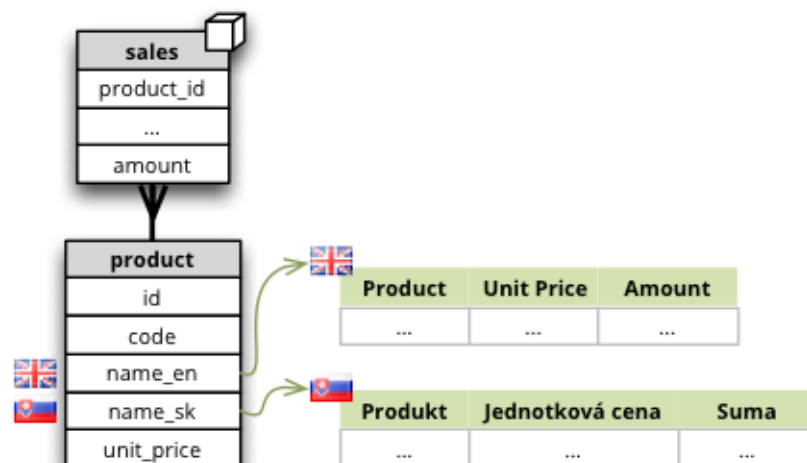 sales
product_id
...
amount
product
id
code
name_en
name_sk
unit_price
Product Unit Price Amount
... ... ...
Produkt Jednotková cena Suma
... ... ...